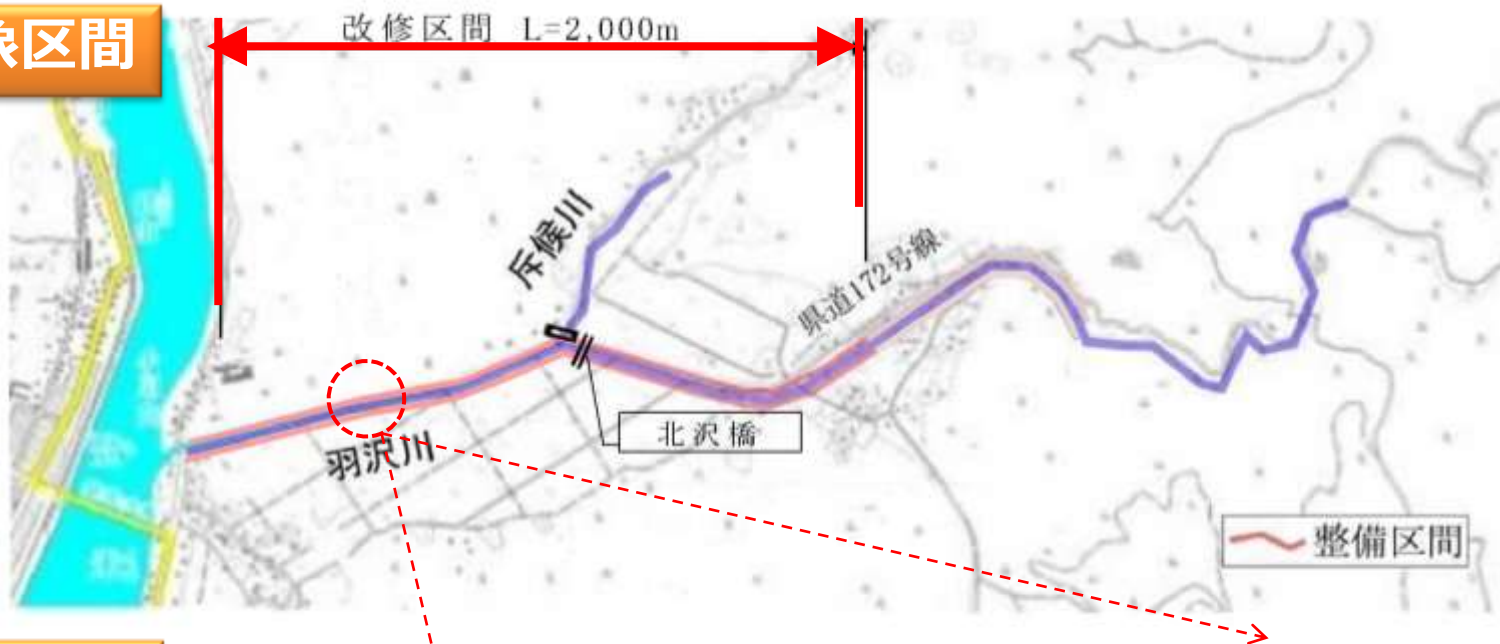 象区間
改修区間 L=2,000m
斥候川
県道172号線
北沢橋
羽沢川
整備区間